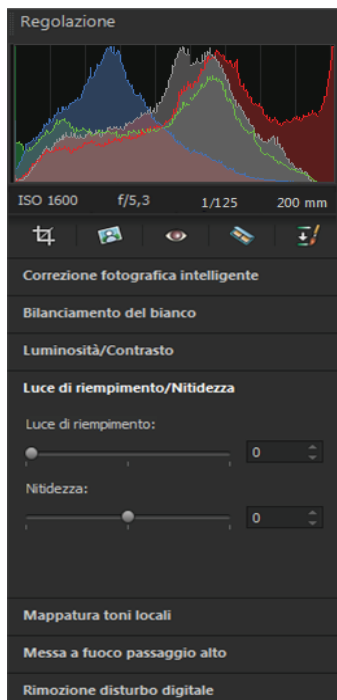 Regolazione
ISO 1600 f/5,3 1/125 200 mm
Correzione fotografica intelligente
Bilanciamento del bianco
Luminosità/Contrasto
Luce di riempimento/Nitidezza
Luce di riempimento:
0
Nitidezza:
0
Mappatura toni locali
Messa a fuoco passaggio alto
Rimozione disturbo digitale